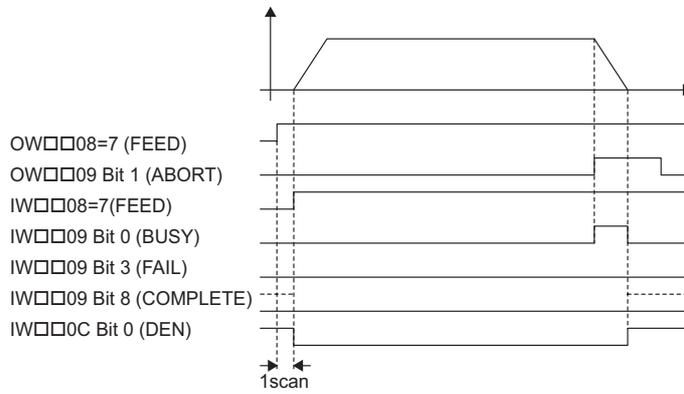 OW□□08=7 (FEED)
OW□□09 Bit 1 (ABORT)
IW□□08=7(FEED)
IW□□09 Bit 0 (BUSY)
IW□□09 Bit 3 (FAIL)
IW□□09 Bit 8 (COMPLETE)
IW□□0C Bit 0 (DEN)
1scan